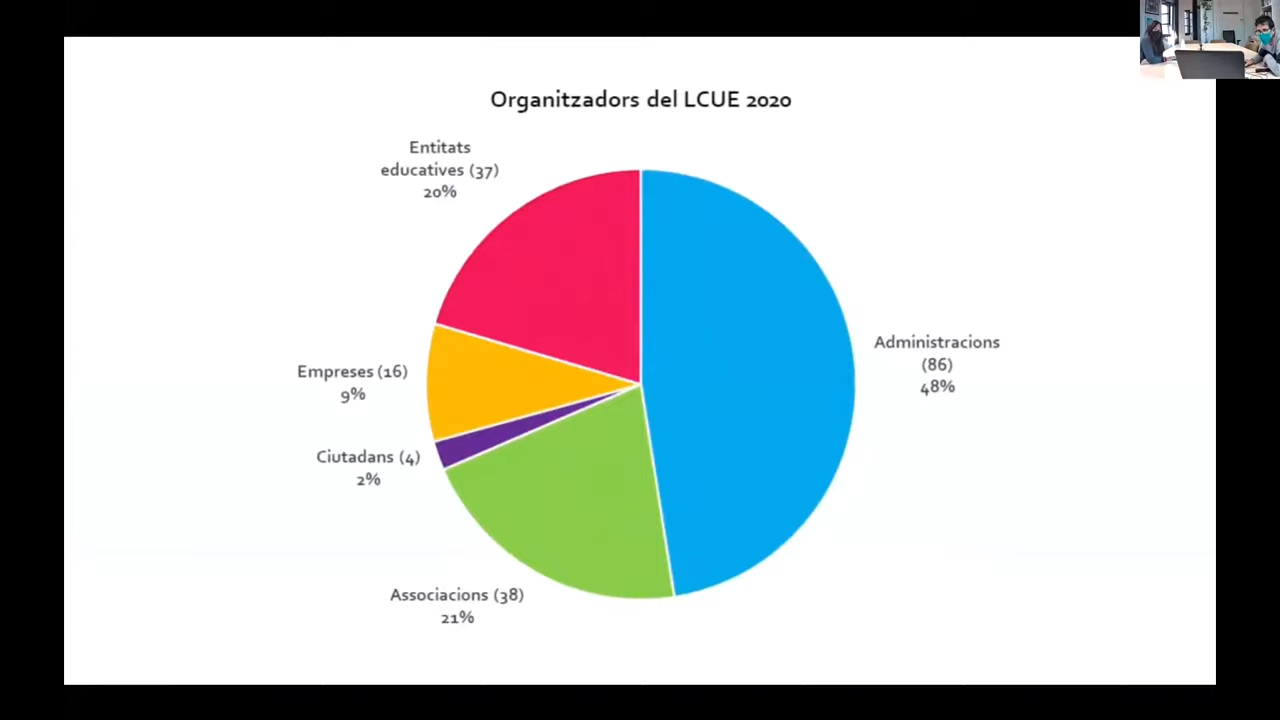 Organitzadors del LCUE 2020
Entitats
educatives (37)
20%
Administracions
(86)
48%
Empreses (16)
9%
Ciutadans (4)
2%
Associacions (38)
21%